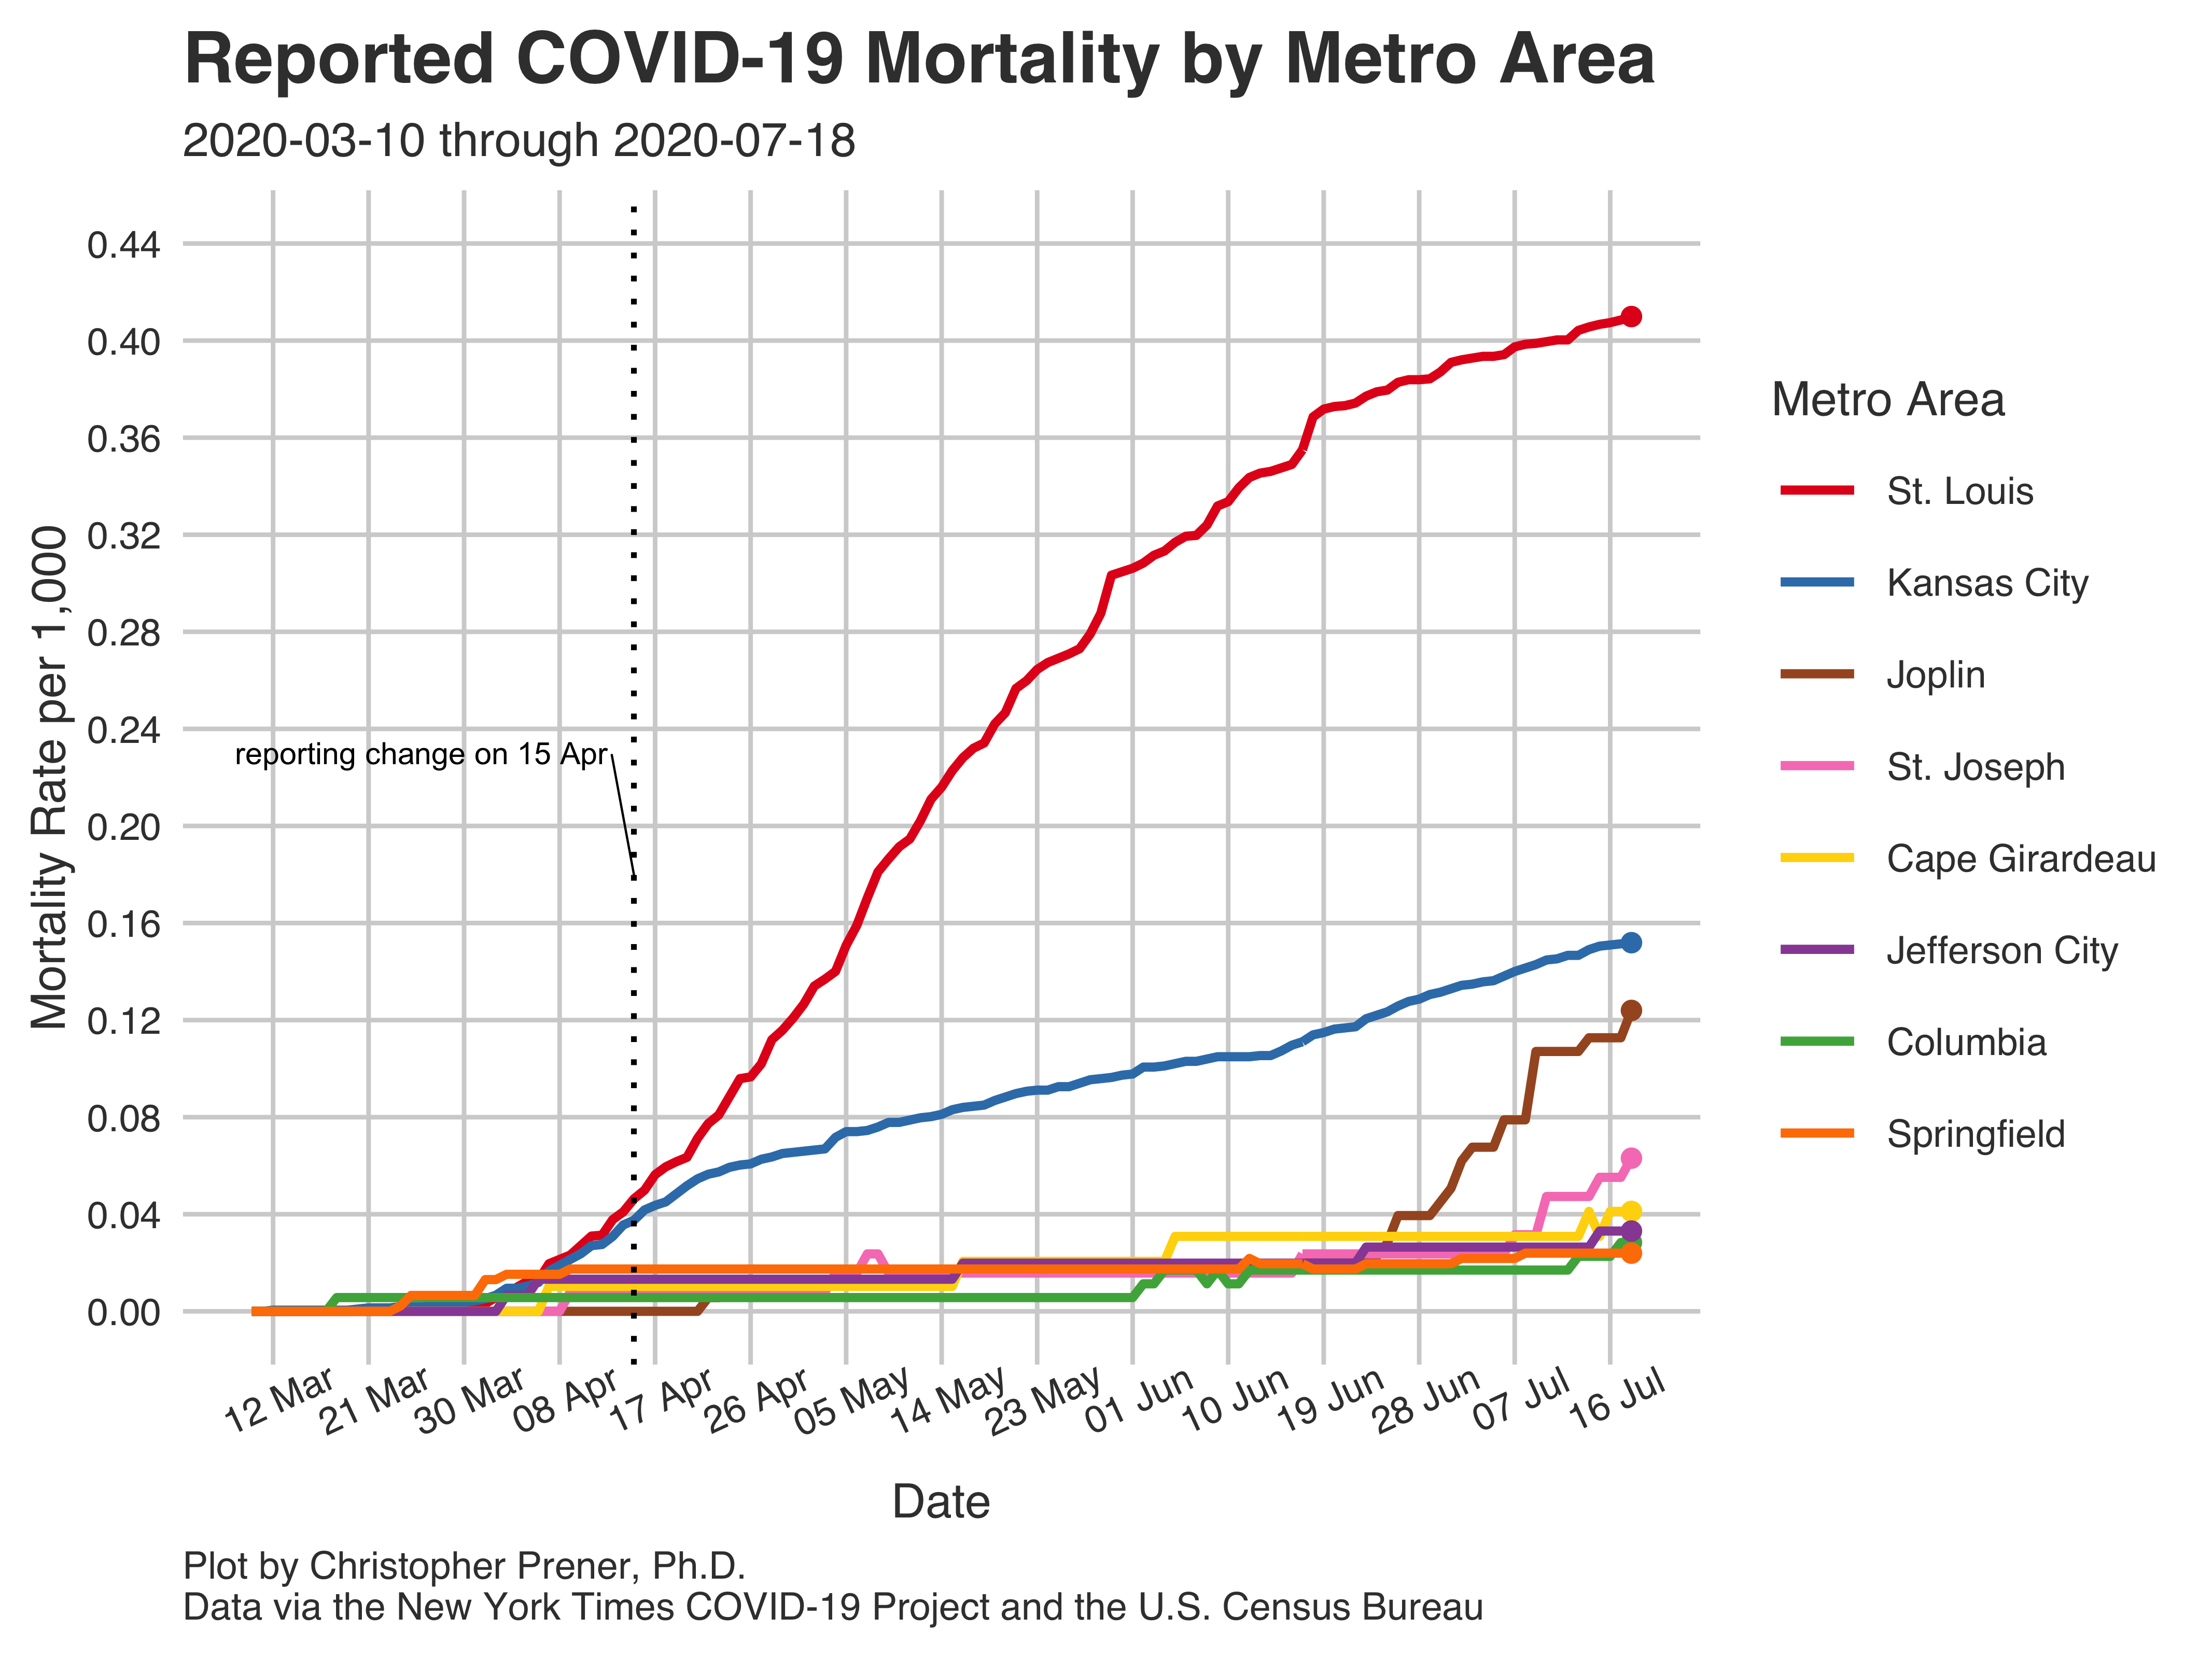 Reported COVID-19 Mortality by Metro Area
2020-03-10 through 2020-07-18
Mortality Rate per 1,000
0.44
0.40
0.36
0.32
0.28
0.24
0.20
0.16
0.12
0.08
0.04
0.00
reporting change on 15 Apr
12 Mar
21 Mar
30 Mar
08 Apr
17 Apr
26 Apr
05 May
14 May
23 May
01 Jun
10 Jun
19 Jun
28 Jun
07 Jul
16 Jul
Date
Metro Area
St. Louis
Kansas City
Joplin
St. Joseph
Cape Girardeau
Jefferson City
Columbia
Springfield
Plot by Christopher Prener, Ph.D.
Data via the New York Times COVID-19 Project and the U.S. Census Bureau